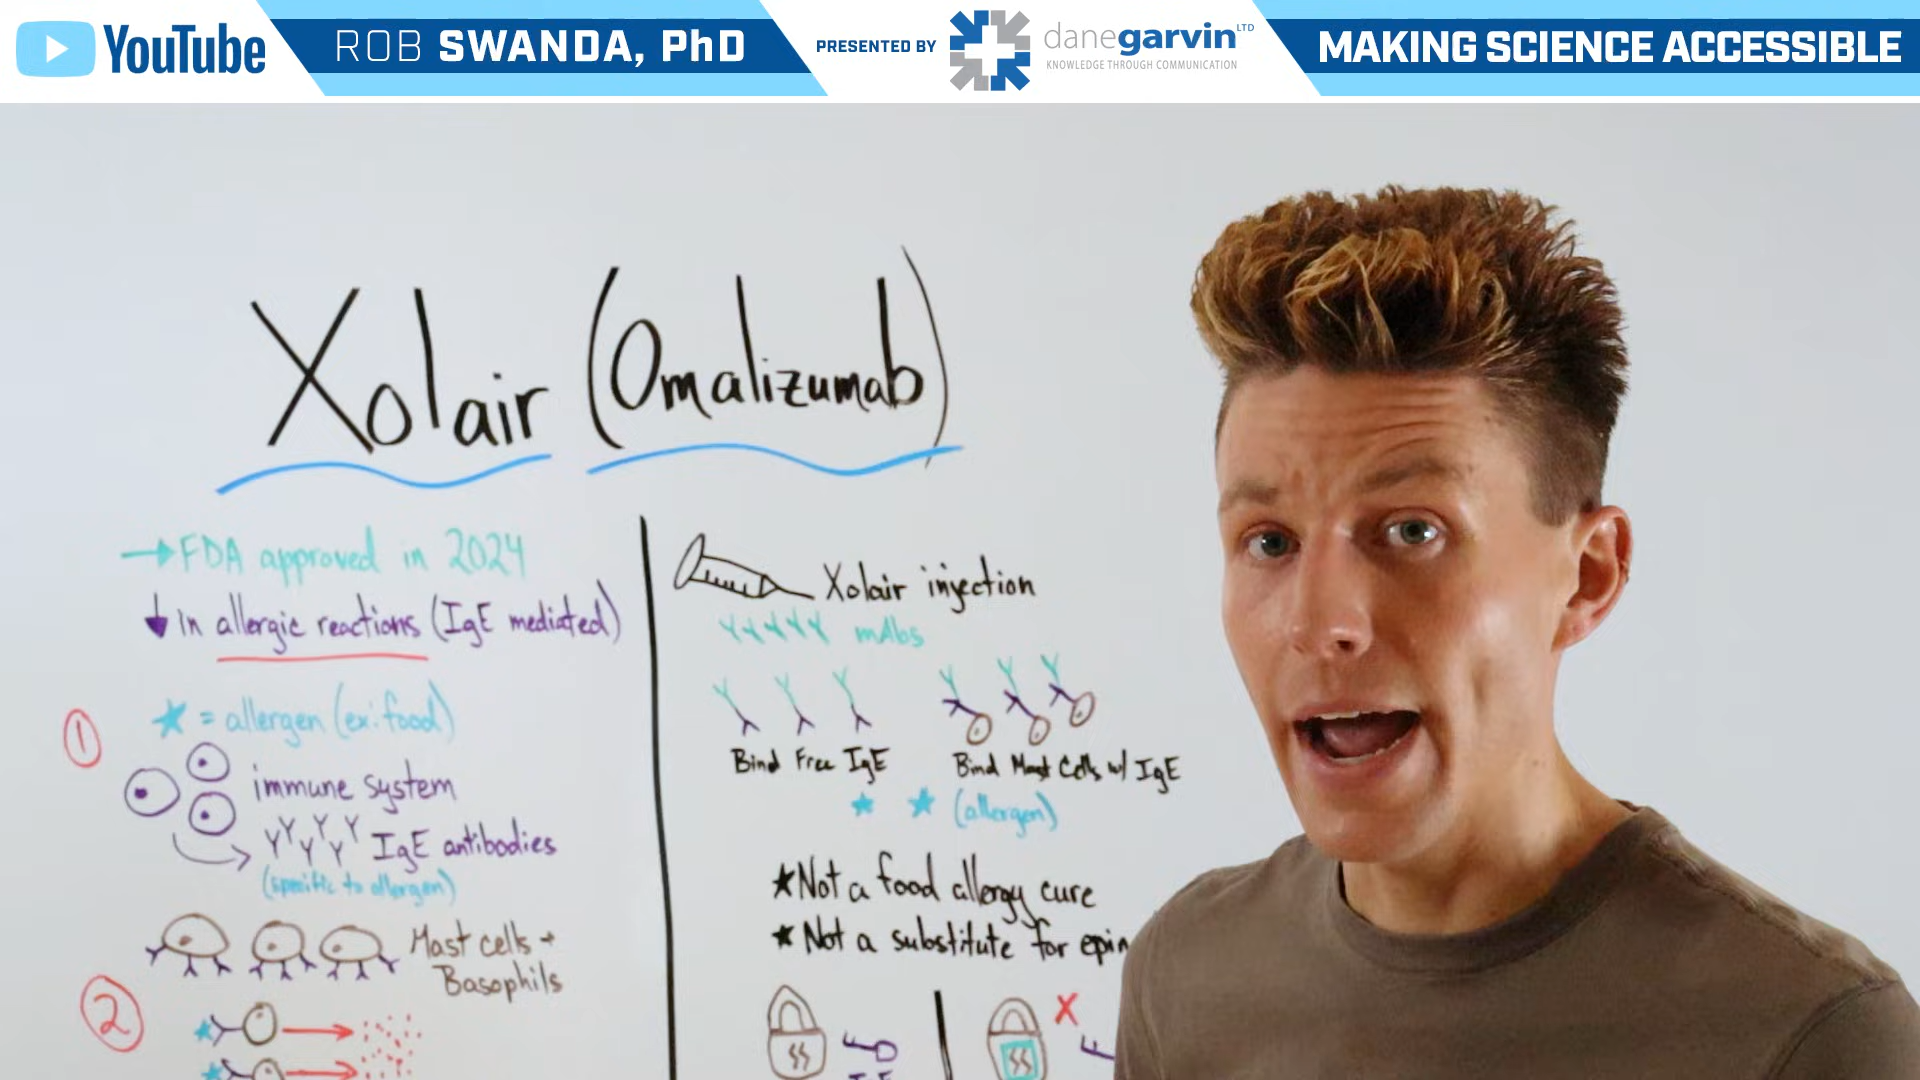 YouTube
ROB SWANDA, PhD
PRESENTED BY
danegarvin LTD
KNOWLEDGE THROUGH COMMUNICATION
MAKING SCIENCE ACCESSIBLE
Xolair (Omalizumab)
→ FDA approved in 2024
↓ in allergic reactions (IgE mediated)
1
★ = allergen (ex: food)
immune system
IgE antibodies
(specific to allergen)
Mast cells +
Basophils
2
Xolair injection
mAbs
Bind Free IgE
Bind Mast Cells w/ IgE
(allergen)
★ Not a food allergy cure
★ Not a substitute for epin
X